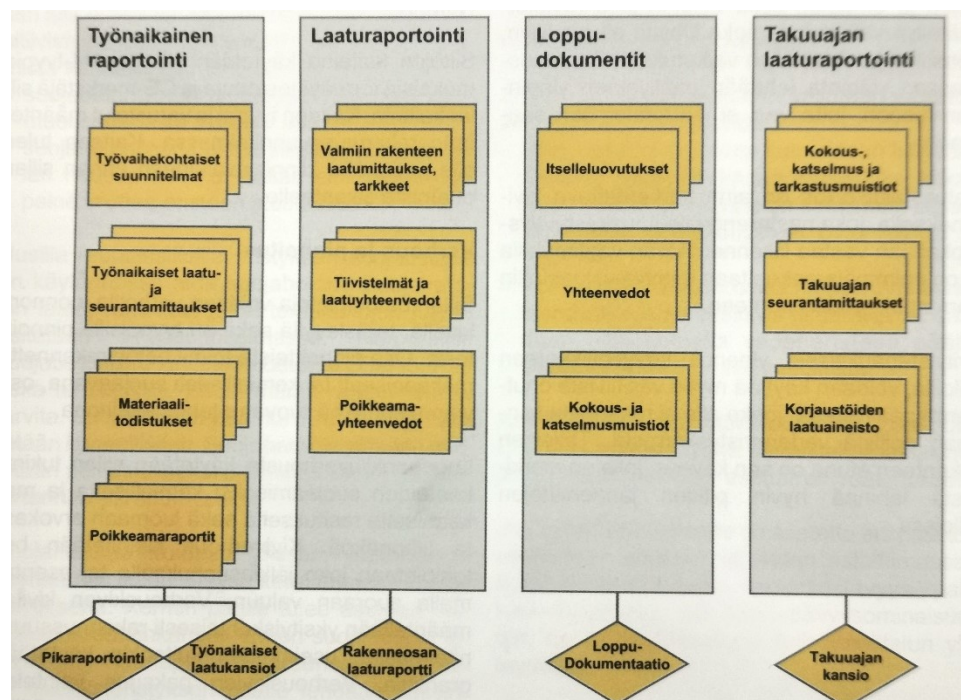 Työnaikainen
raportointi
Työvaihekohtaiset
suunnitelmat
Työnaikaiset laatu-
ja
seurantamittaukset
Materiaali-
todistukset
Poikkeamaraportit
Pikaraportointi
Työnaikaiset
laatukansiot
Laaturaportointi
Valmiin rakenteen
laatumittaukset,
tarkkeet
Tiivistelmät ja
laatuyhteenvedot
Poikkeama-
yhteenvedot
Rakenneosan
laaturaportti
Loppu-
dokumentit
Itselleluovutukset
Yhteenvedot
Kokous- ja
katselmusmuistiot
Loppu-
Dokumentaatio
Takuuajan
laaturaportointi
Kokous-,
katselmus ja
tarkastusmuistiot
Takuuajan
seurantamittaukset
Korjaustöiden
laatuaineisto
Takuuajan
kansio